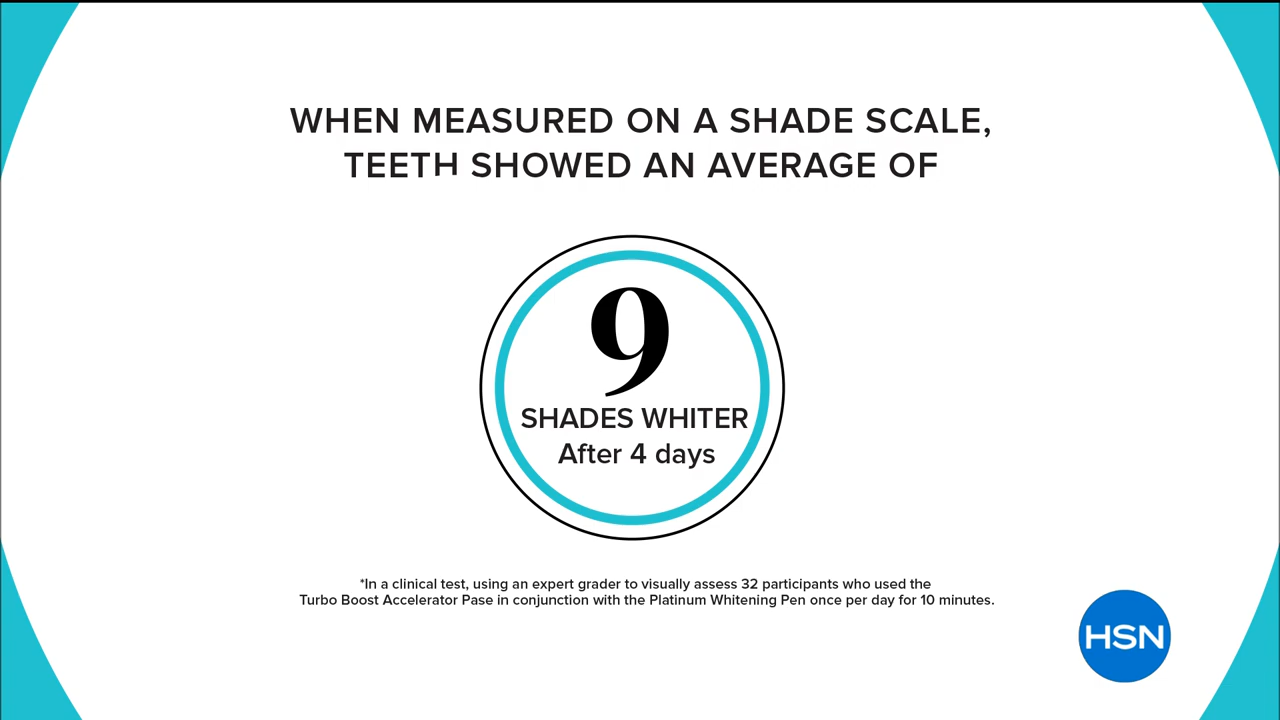 WHEN MEASURED ON A SHADE SCALE,
TEETH SHOWED AN AVERAGE OF
9
SHADES WHITER
After 4 days
*In a clinical test, using an expert grader to visually assess 32 participants who used the
Turbo Boost Accelerator Pase in conjunction with the Platinum Whitening Pen once per day for 10 minutes.
HSN